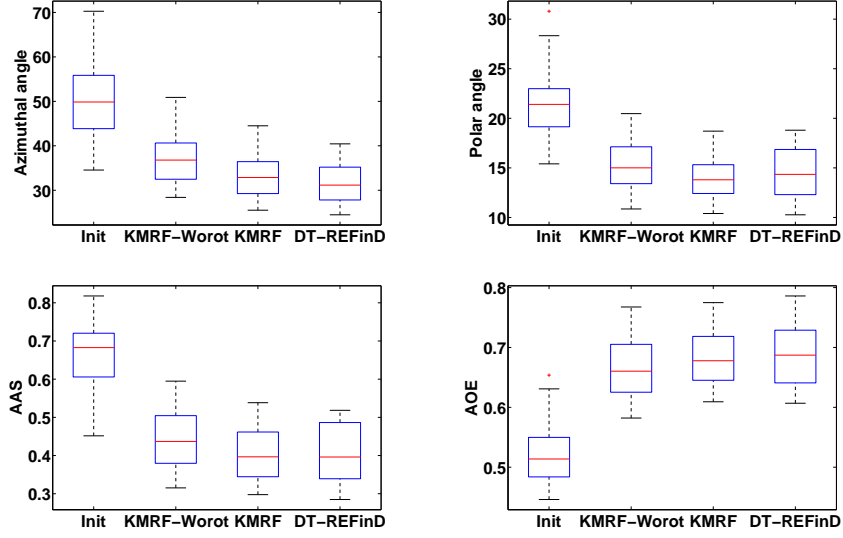 Azimuthal angle
70
60
50
40
30
Init KMRF−Worot KMRF DT−REFinD
Polar angle
30
25
20
15
10
Init KMRF−Worot KMRF DT−REFinD
AAS
0.8
0.7
0.6
0.5
0.4
0.3
Init KMRF−Worot KMRF DT−REFinD
AOE
0.8
0.7
0.6
0.5
Init KMRF−Worot KMRF DT−REFinD